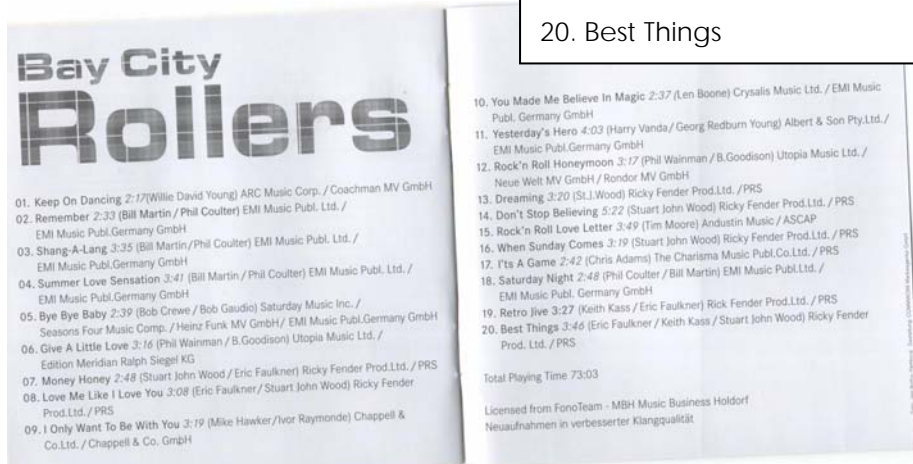 Bay City
Rollers
01. Keep On Dancing 2:17(Willie David Young) ARC Music Corp. / Coachman MV GmbH
02. Remember 2:33 (Bill Martin / Phil Coulter) EMI Music Publ. Ltd. /
EMI Music Publ.Germany GmbH
03. Shang-A-Lang 3:35 (Bill Martin/Phil Coulter) EMI Music Publ. Ltd. /
EMI Music Publ.Germany GmbH
04. Summer Love Sensation 3:41 (Bill Martin / Phil Coulter) EMI Music Publ. Ltd. /
EMI Music Publ.Germany GmbH
05. Bye Bye Baby 2:39 (Bob Crewe / Bob Gaudio) Saturday Music Inc. /
Seasons Four Music Comp. / Heinz Funk MV GmbH/ EMI Music Publ.Germany GmbH
06. Give A Little Love 3:16 (Phil Wainman / B.Goodison) Utopia Music Ltd. /
Edition Meridian Ralph Siegel KG
07. Money Honey 2:48 (Stuart John Wood / Eric Faulkner) Ricky Fender Prod.Ltd. / PRS
08. Love Me Like I Love You 3:08 (Eric Faulkner/ Stuart John Wood) Ricky Fender
Prod.Ltd. / PRS
09. I Only Want To Be With You 3:19 (Mike Hawker/Ivor Raymonde) Chappell &
Co.Ltd. / Chappell & Co. GmbH
20. Best Things
10. You Made Me Believe In Magic 2:37 (Len Boone) Crysalis Music Ltd. / EMI Music
Publ. Germany GmbH
11. Yesterday's Hero 4:03 (Harry Vanda/ Georg Redburn Young) Albert & Son Pty.Ltd./
EMI Music Publ.Germany GmbH
12. Rock'n Roll Honeymoon 3:17 (Phil Wainman / B.Goodison) Utopia Music Ltd. /
Neue Welt MV GmbH / Rondor MV GmbH
13. Dreaming 3:20 (St.J.Wood) Ricky Fender Prod.Ltd. /PRS
14. Don't Stop Believing 5:22 (Stuart John Wood) Ricky Fender Prod.Ltd. / PRS
15. Rock'n Roll Love Letter 3:49 (Tim Moore) Andustin Music / ASCAP
16. When Sunday Comes 3:19 (Stuart John Wood) Ricky Fender Prod.Ltd. / PRS
17. I'ts A Game 2:42 (Chris Adams) The Charisma Music Publ.Co.Ltd. / PRS
18. Saturday Night 2:48 (Phil Coulter / Bill Martin) EMI Music Publ.Ltd. /
EMI Music Publ. Germany GmbH
19. Retro Jive 3:27 (Keith Kass / Eric Faulkner) Rick Fender Prod.Ltd. / PRS
20. Best Things 3:46 (Eric Faulkner / Keith Kass / Stuart John Wood) Ricky Fender
Prod. Ltd. / PRS
Total Playing Time 73:03
Licensed from FonoTeam - MBH Music Business Holdorf
Neuaufnahmen in verbesserter Klangqualität